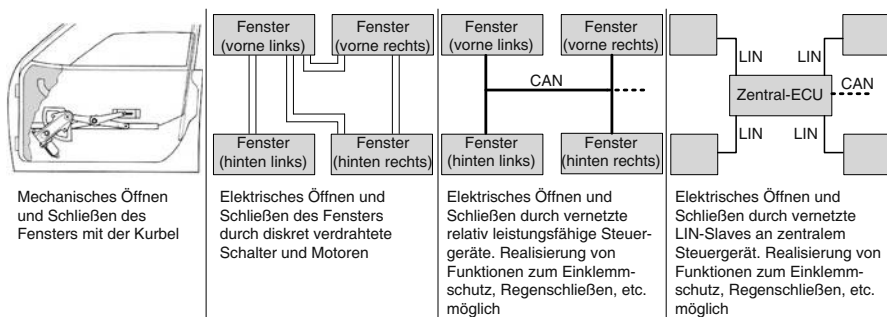 Mechanisches Öffnen
und Schließen des
Fensters mit der Kurbel
Fenster
(vorne links)
Fenster
(vorne rechts)
Fenster
(hinten links)
Fenster
(hinten rechts)
Elektrisches Öffnen und
Schließen des Fensters
durch diskret verdrahtete
Schalter und Motoren
Fenster
(vorne links)
Fenster
(vorne rechts)
CAN
Fenster
(hinten links)
Fenster
(hinten rechts)
Elektrisches Öffnen und
Schließen durch vernetzte
relativ leistungsfähige Steuer-
geräte. Realisierung von
Funktionen zum Einklemm-
schutz, Regenschließen, etc.
möglich
LIN
LIN
Zentral-ECU
CAN
LIN
LIN
Elektrisches Öffnen und
Schließen durch vernetzte
LIN-Slaves an zentralem
Steuergerät. Realisierung von
Funktionen zum Einklemm-
schutz, Regenschließen, etc.
möglich